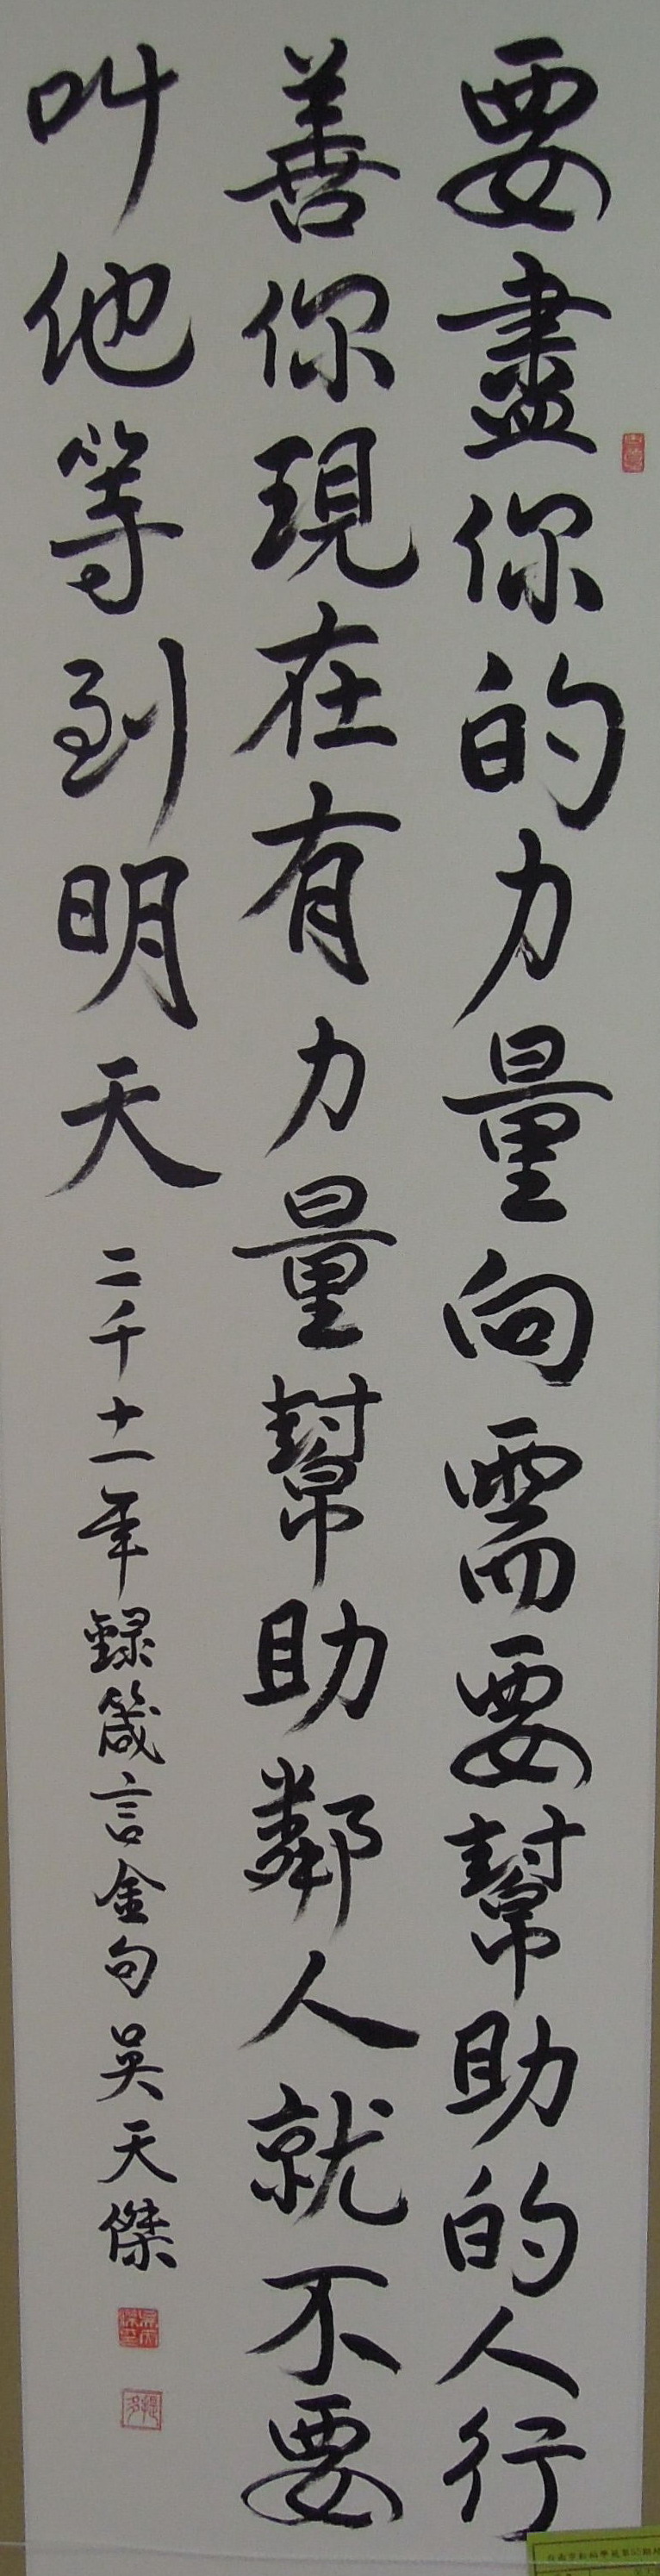 要盡你的力量向需要幫助的人行
善你現在有力量幫助鄰人就不要
叫他等到明天
二千十一年錄箴言金句吳天傑